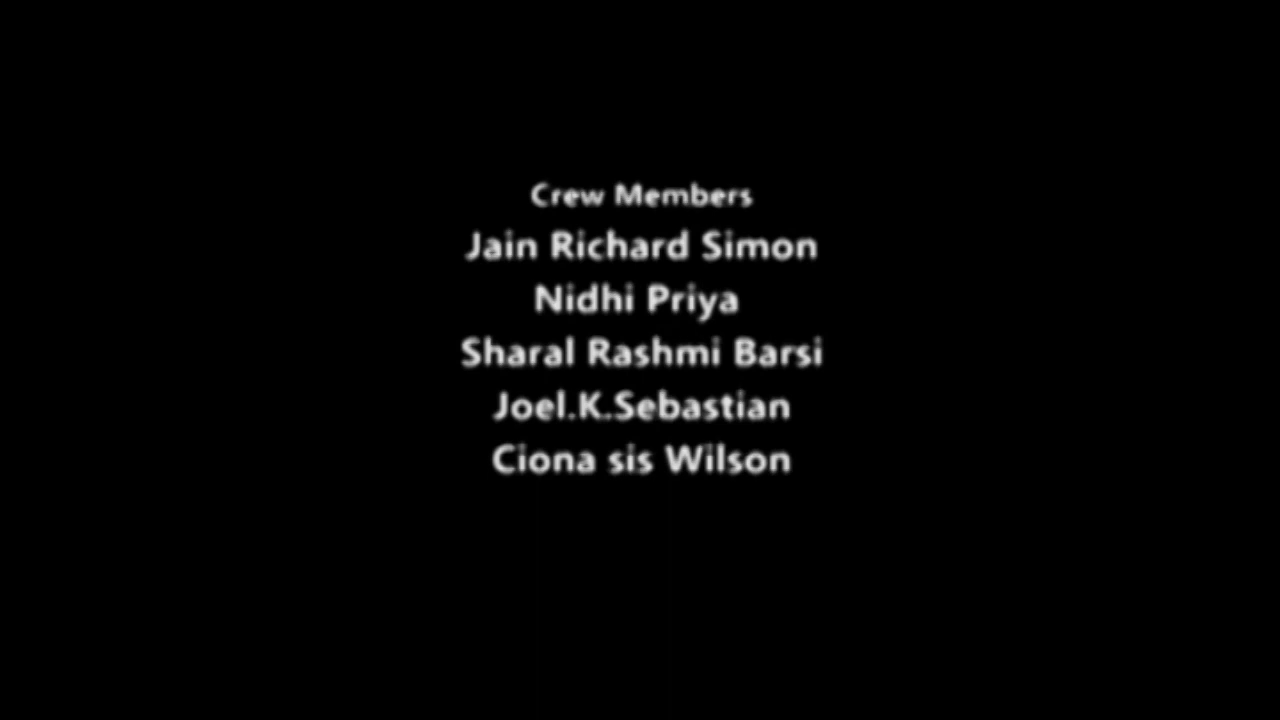 Crew Members
Jain Richard Simon
Nidhi Priya
Sharal Rashmi Barsi
Joel.K.Sebastian
Ciona sis Wilson